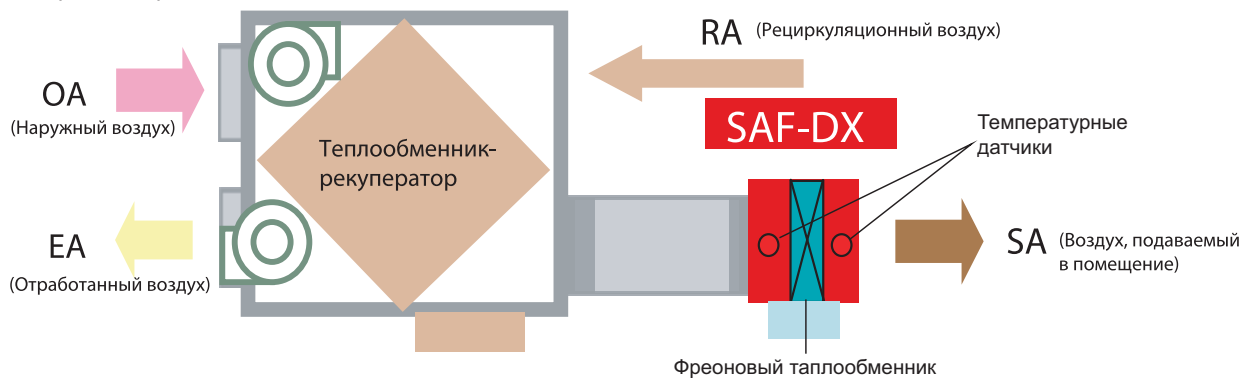 RA (Рециркуляционный воздух)
OA
(Наружный воздух)
SAF-DX
Температурные
датчики
Теплообменник-
рекуператор
EA
(Отработанный воздух)
SA (Воздух, подаваемый
в помещение)
Фреоновый таплообменник